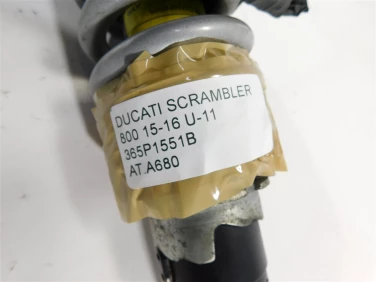 DUCATI SCRAMBLER
800 15-16 U-11
365P1551B
AT.A680